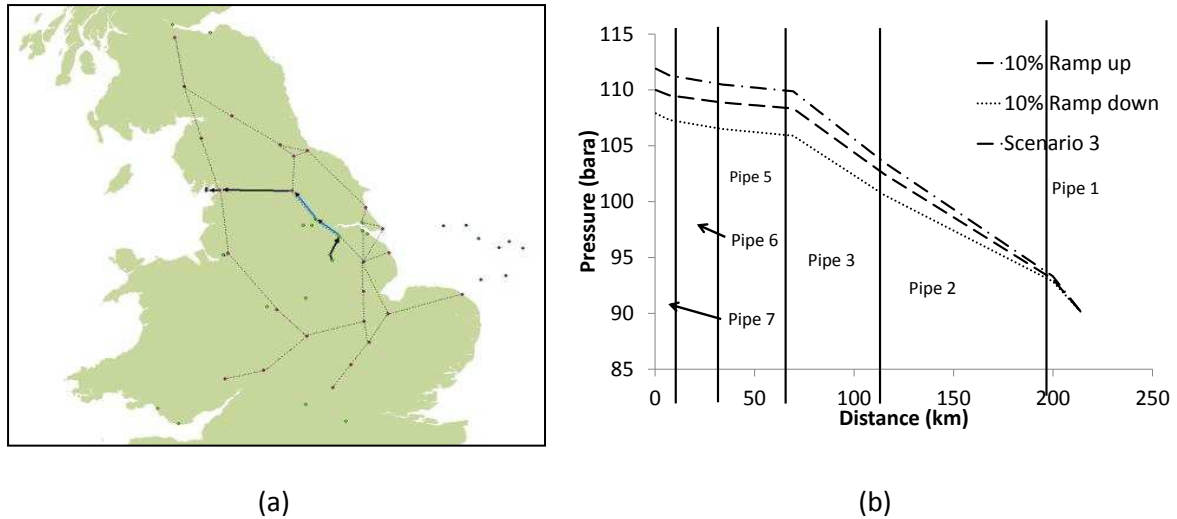 115
110
105
100
95
90
85
Pressure (bara)
10% Ramp up
10% Ramp down
Scenario 3
Pipe 5
Pipe 1
Pipe 6
Pipe 3
Pipe 2
Pipe 7
0
50
100
150
200
250
Distance (km)
(a)
(b)